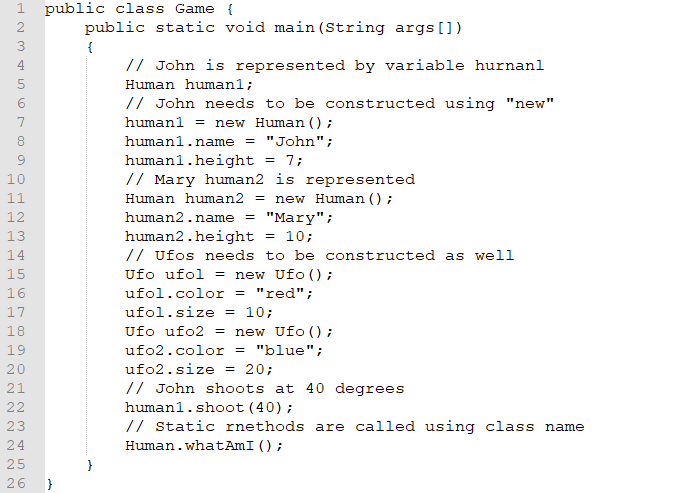 1 public class Game {
2 public static void main(String args[])
3 {
4 // John is represented by variable hurnanl
5 Human human1;
6 // John needs to be constructed using "new"
7 human1 = new Human();
8 human1.name = "John";
9 human1.height = 7;
10 // Mary human2 is represented
11 Human human2 = new Human();
12 human2.name = "Mary";
13 human2.height = 10;
14 // Ufos needs to be constructed as well
15 Ufo ufol = new Ufo();
16 ufol.color = "red";
17 ufol.size = 10;
18 Ufo ufo2 = new Ufo();
19 ufo2.color = "blue";
20 ufo2.size = 20;
21 // John shoots at 40 degrees
22 human1.shoot(40);
23 // Static rnethods are called using class name
24 Human.whatAmI();
25 }
26 }